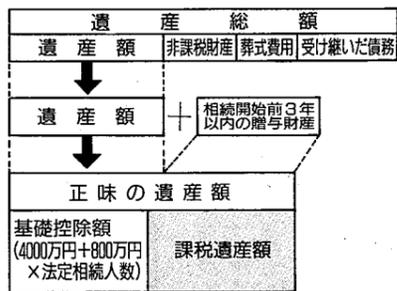 遺産総額
遺産額 非課税財産 葬式費用 受け継いだ債務
遺産額 ＋ 相続開始前3年
以内の贈与財産
正味の遺産額
基礎控除額
(4000万円＋800万円
×法定相続人数)
課税遺産額